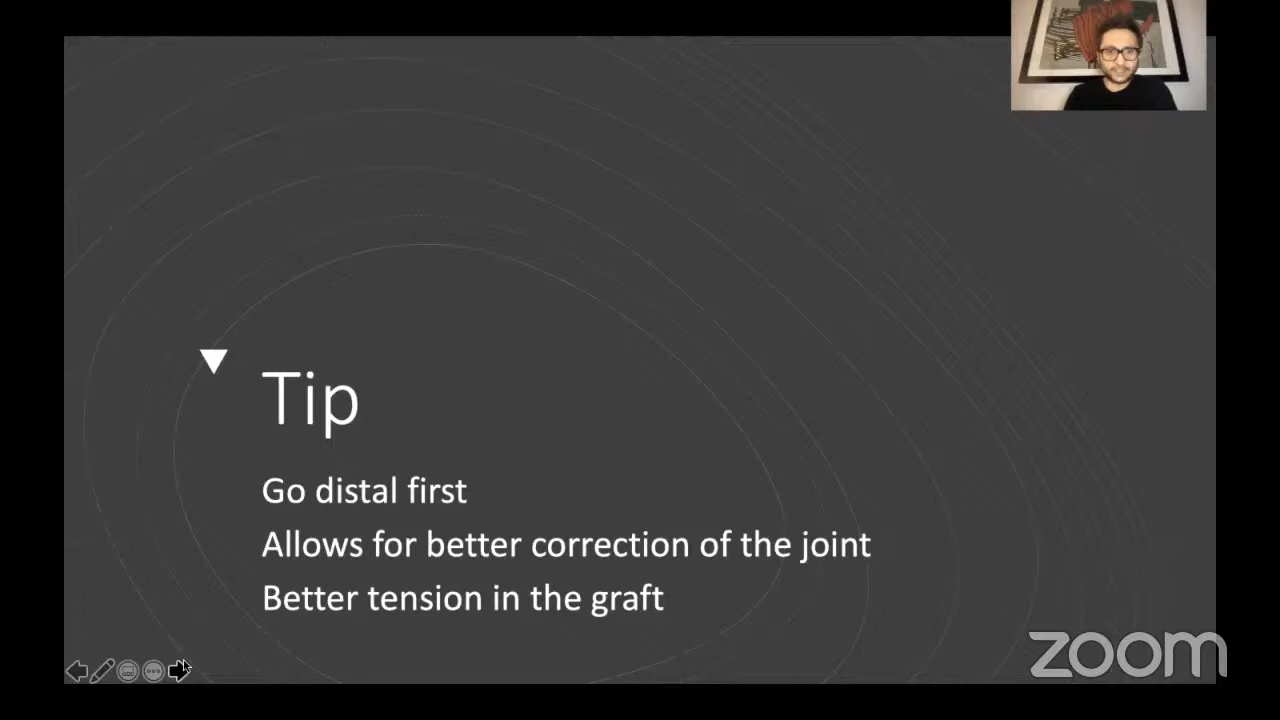 Tip
Go distal first
Allows for better correction of the joint
Better tension in the graft
zoom